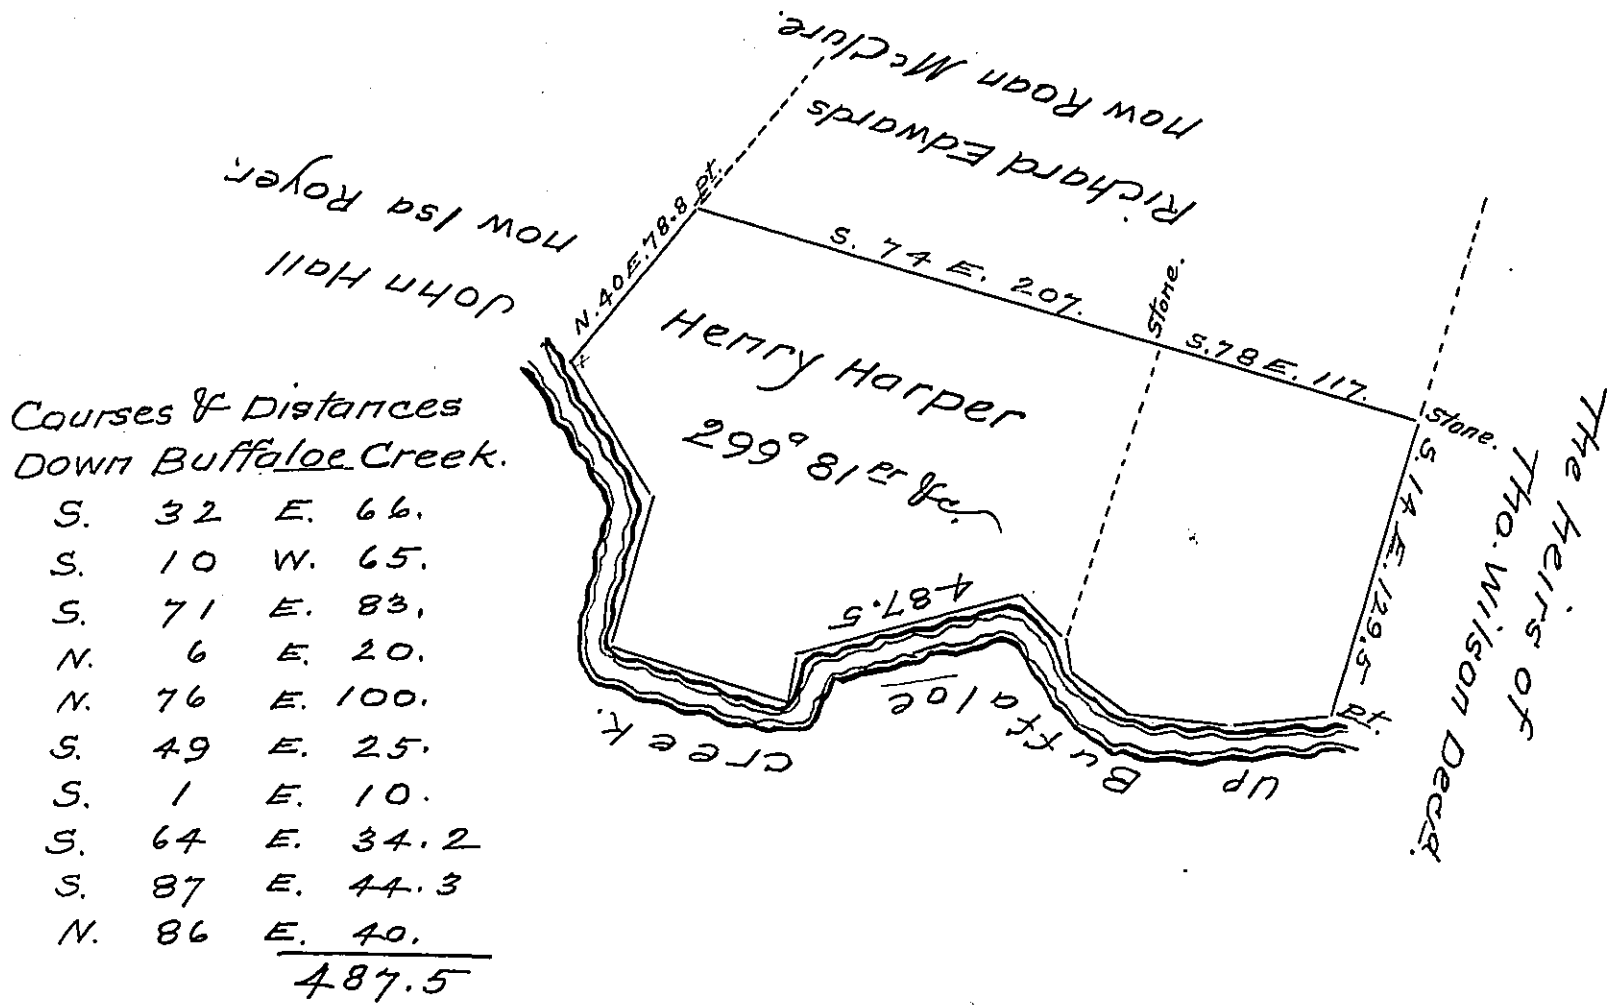 now Roan McClure.
Richard Edwards
now Isa Royer.
John Hall
N. 40 E. 78.8 pt.
S. 74 E. 207.
stone.
S. 78 E. 117.
stone.
Henry Harper
299a 81pr &c.
S. 14 E. 129.5
pt.
The heirs of
Tho. Wilson Decd.
487.5
up Buffaloe Creek.
Courses & Distances
Down Buffaloe Creek.
S. 32 E. 66.
S. 10 W. 65.
S. 71 E. 83.
N. 6 E. 20.
N. 76 E. 100.
S. 49 E. 25.
S. 1 E. 10.
S. 64 E. 34.2
S. 87 E. 44.3
N. 86 E. 40.
487.5